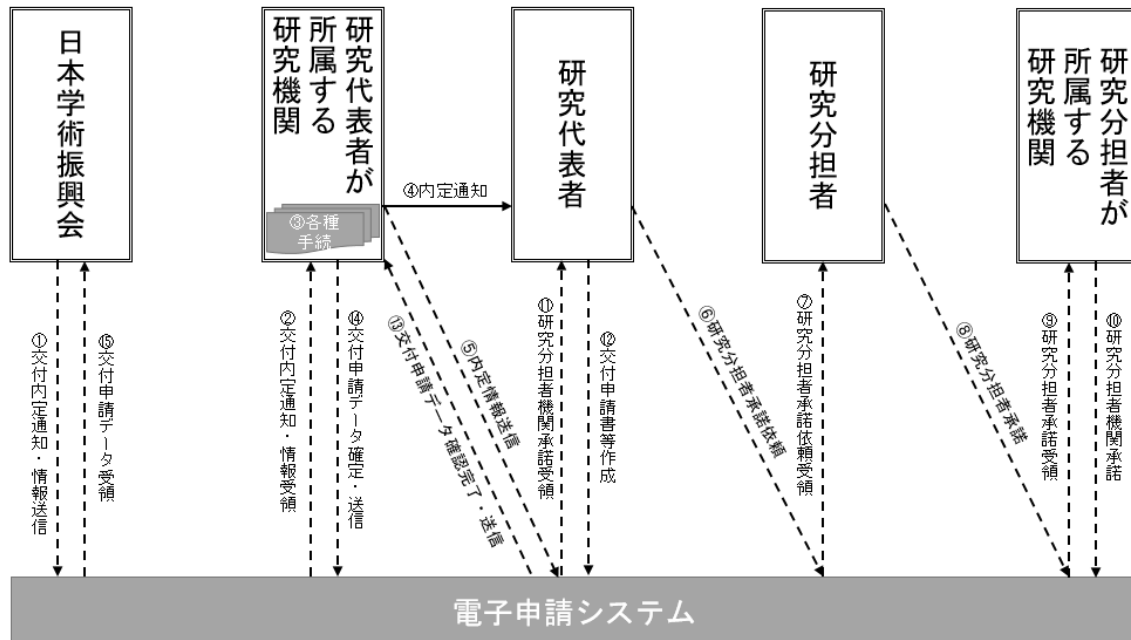 日本学術振興会
研究代表者が
所属する
研究機関
③各種
手続
研究代表者
研究分担者
研究分担者が
所属する
研究機関
④内定通知
①交付内定通知・情報送信
⑮交付申請データ受領
②交付内定通知・情報受領
⑭交付申請データ確定・送信
⑬交付申請データ確認完了・送信
⑤内定情報送信
⑪研究分担者機関承諾受領
⑫交付申請書等作成
⑥研究分担者承諾依頼
⑦研究分担者承諾依頼受領
⑧研究分担者承諾
⑨研究分担者承諾受領
⑩研究分担者機関承諾
電子申請システム